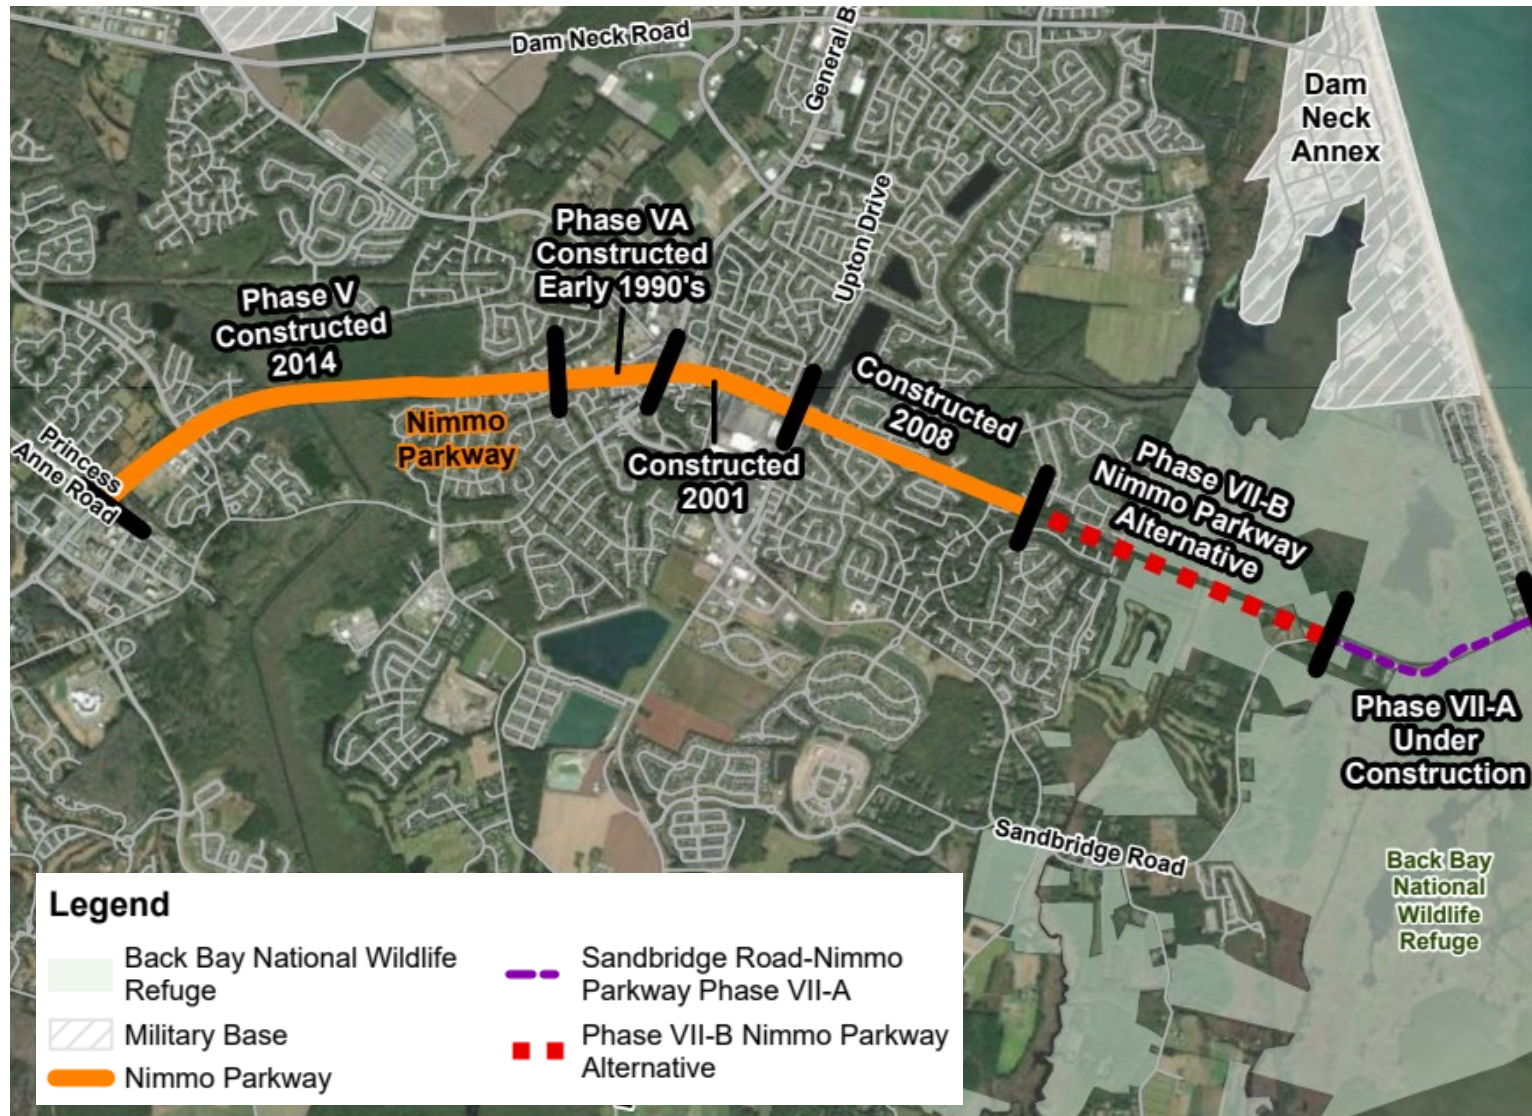 Dam Neck Road
General B
Dam
Neck
Annex
Upton Drive
Phase VA
Constructed
Early 1990's
Phase V
Constructed
2014
Princess
Anne Road
Nimmo
Parkway
Constructed
2001
Constructed
2008
Phase VII-B
Nimmo Parkway
Alternative
Phase VII-A
Under
Construction
Sandbridge Road
Back Bay
National
Wildlife
Refuge
Legend
Back Bay National Wildlife
Refuge
Military Base
Nimmo Parkway
Sandbridge Road-Nimmo
Parkway Phase VII-A
Phase VII-B Nimmo Parkway
Alternative